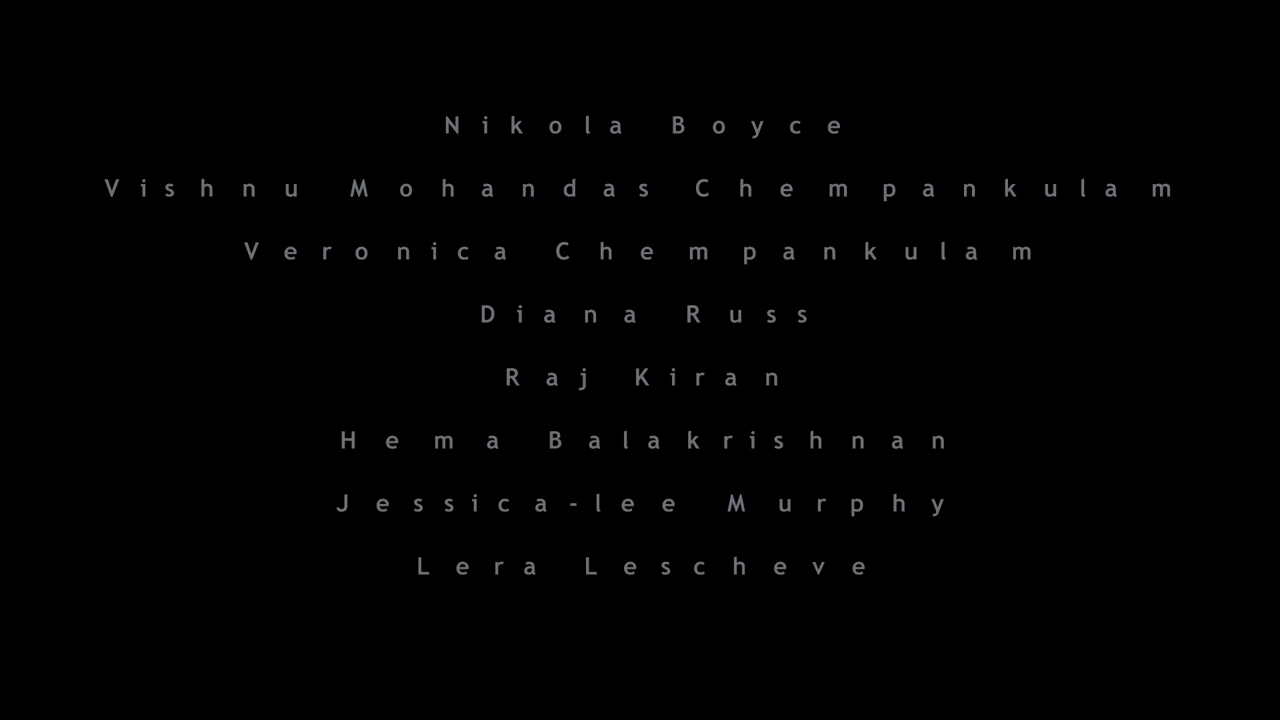 Nikola Boyce
Vishnu Mohandas Chempankulam
Veronica Chempankulam
Diana Russ
Raj Kiran
Hema Balakrishnan
Jessica-lee Murphy
Lera Lescheve